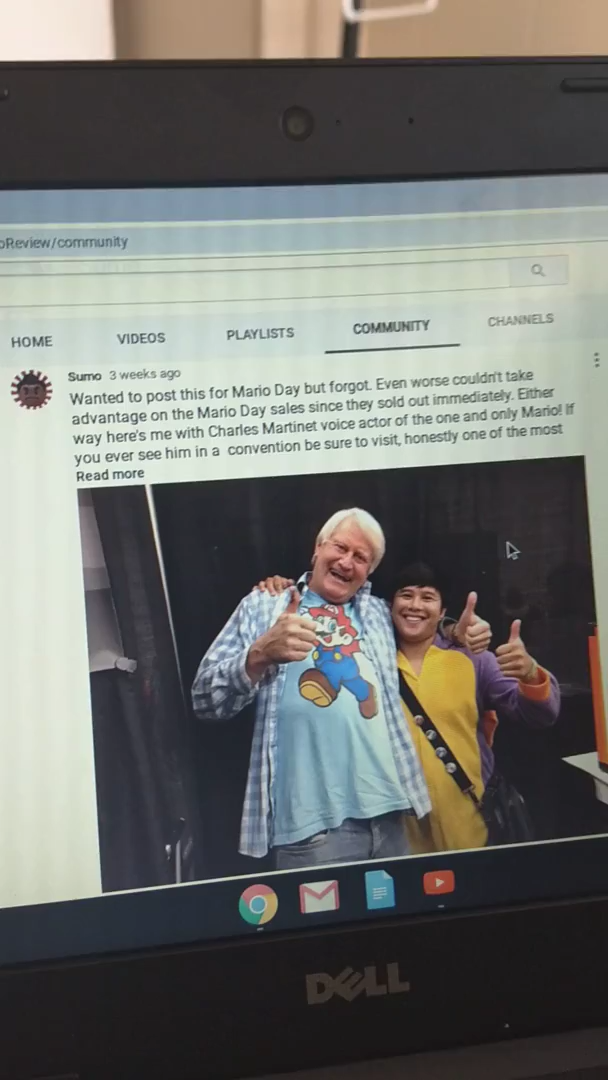 oReview/community
HOME VIDEOS PLAYLISTS COMMUNITY CHANNELS
Sumo 3 weeks ago
Wanted to post this for Mario Day but forgot. Even worse couldn't take
advantage on the Mario Day sales since they sold out immediately. Either
way here's me with Charles Martinet voice actor of the one and only Mario! If
you ever see him in a convention be sure to visit, honestly one of the most
Read more
DELL